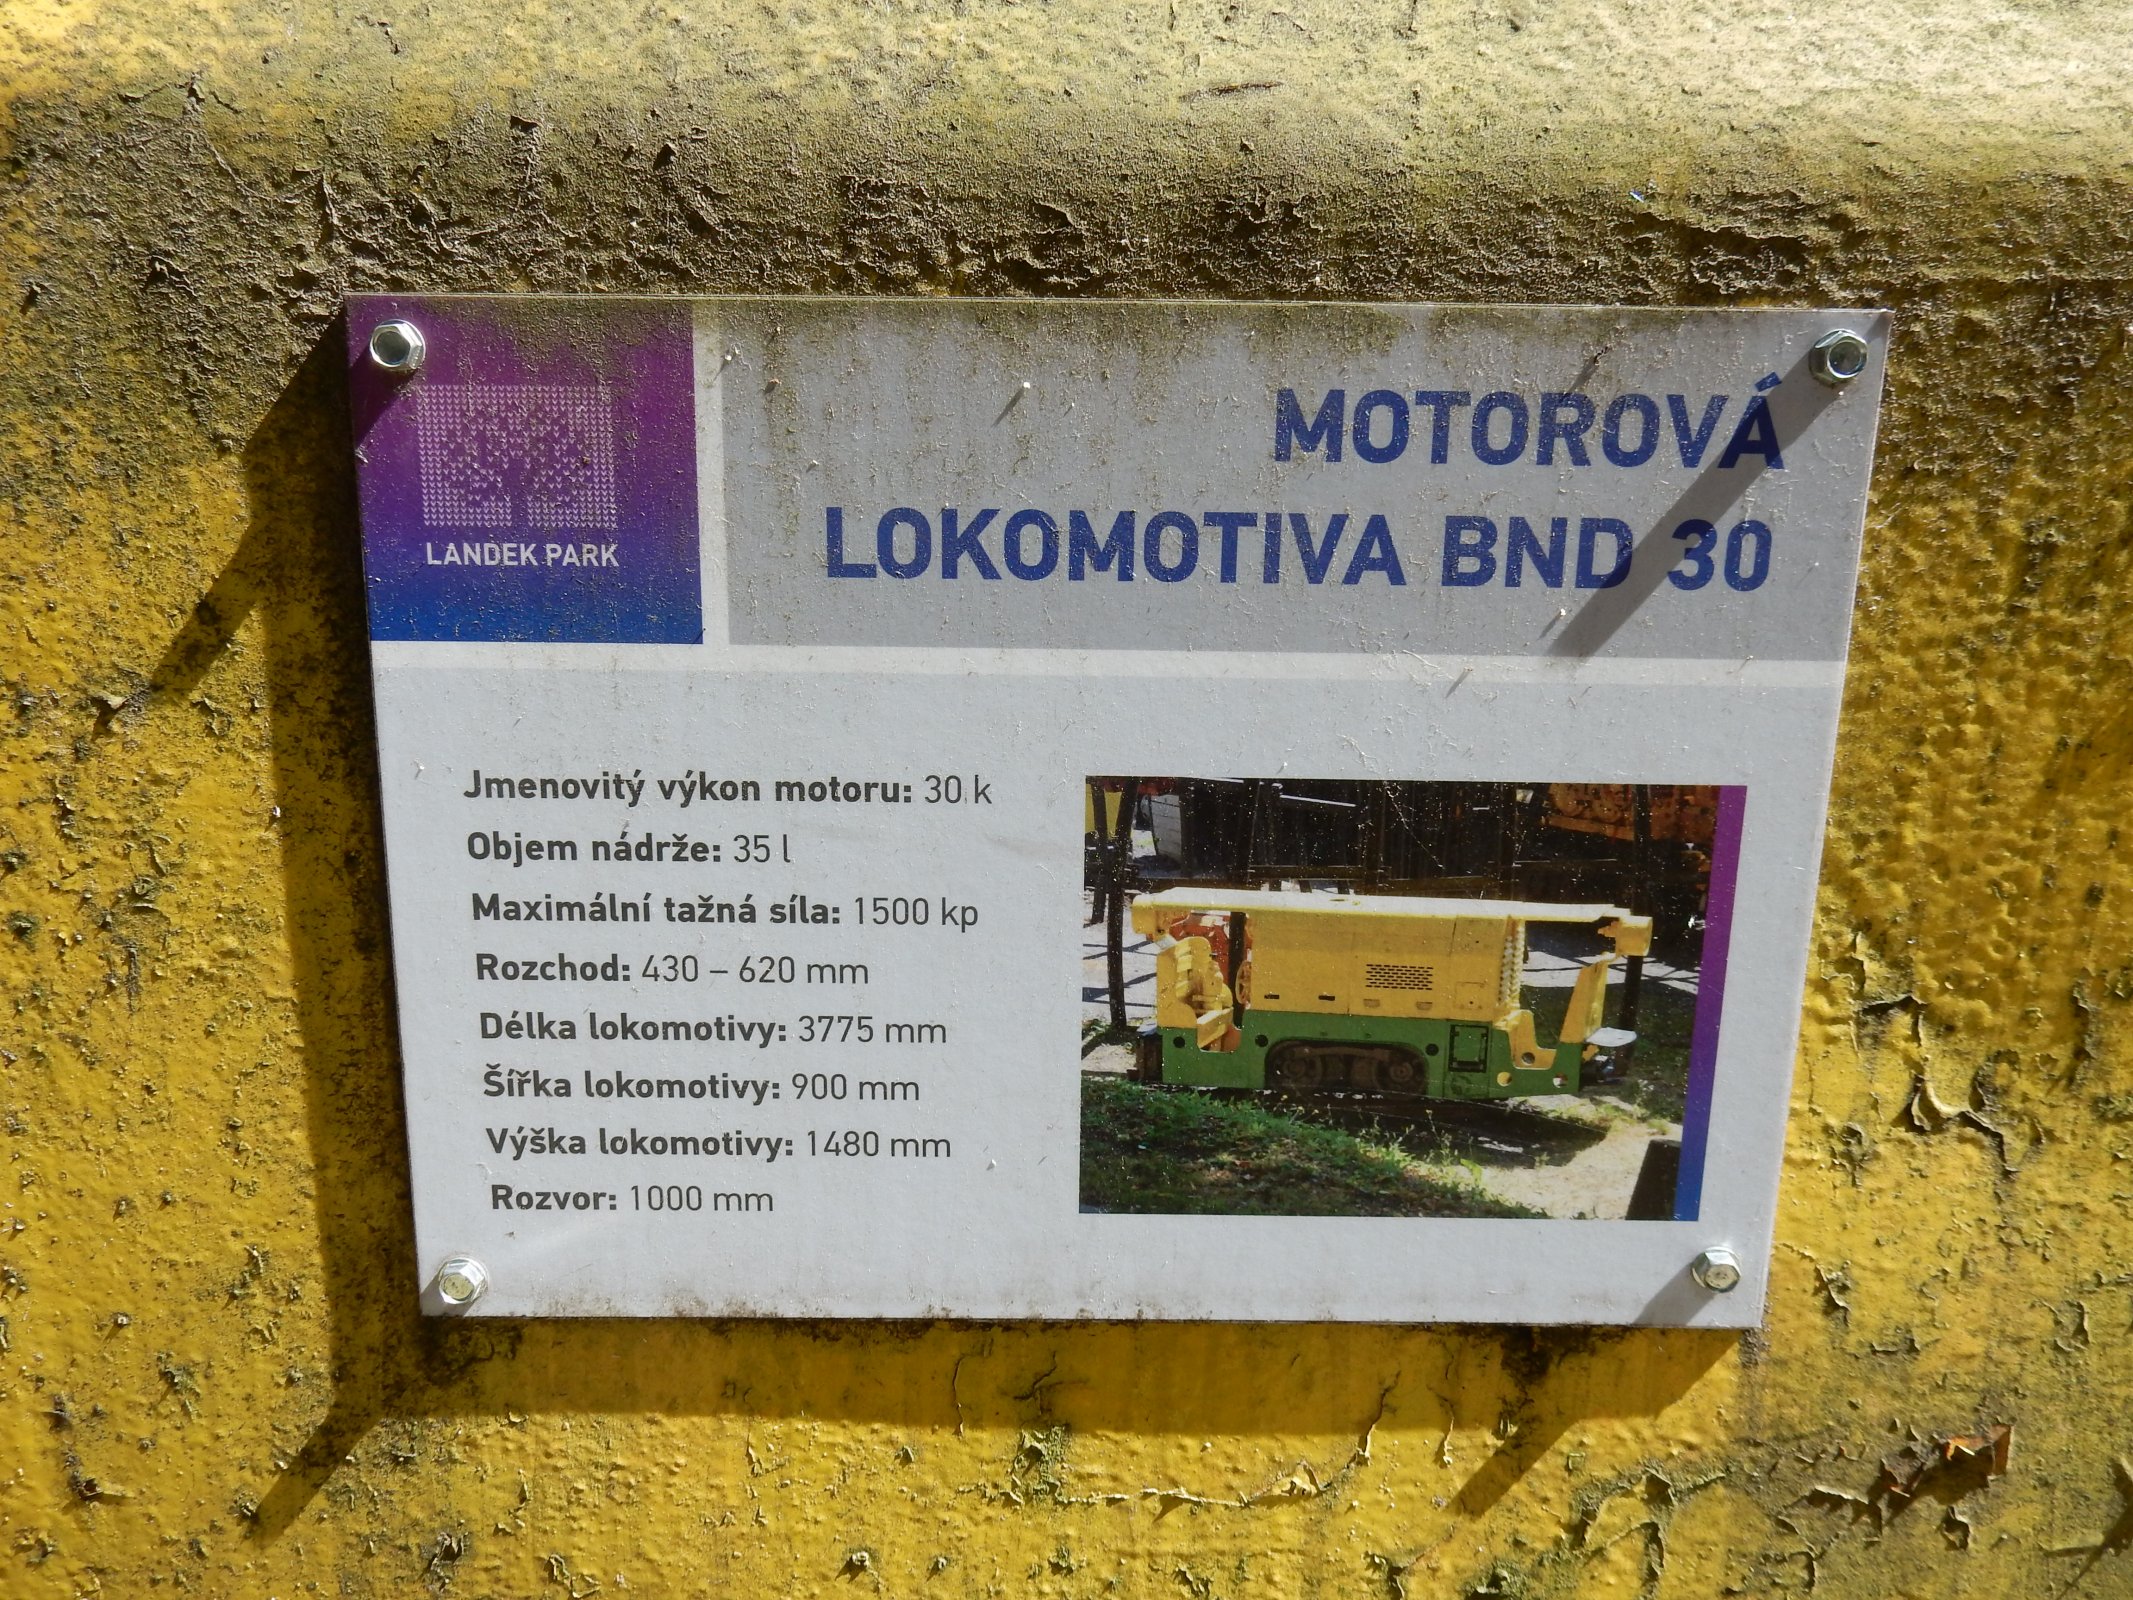 LANDEK PARK
MOTOROVÁ
LOKOMOTIVA BND 30
Jmenovitý výkon motoru: 30 k
Objem nádrže: 35 l
Maximální tažná síla: 1500 kp
Rozchod: 430 – 620 mm
Délka lokomotivy: 3775 mm
Šířka lokomotivy: 900 mm
Výška lokomotivy: 1480 mm
Rozvor: 1000 mm